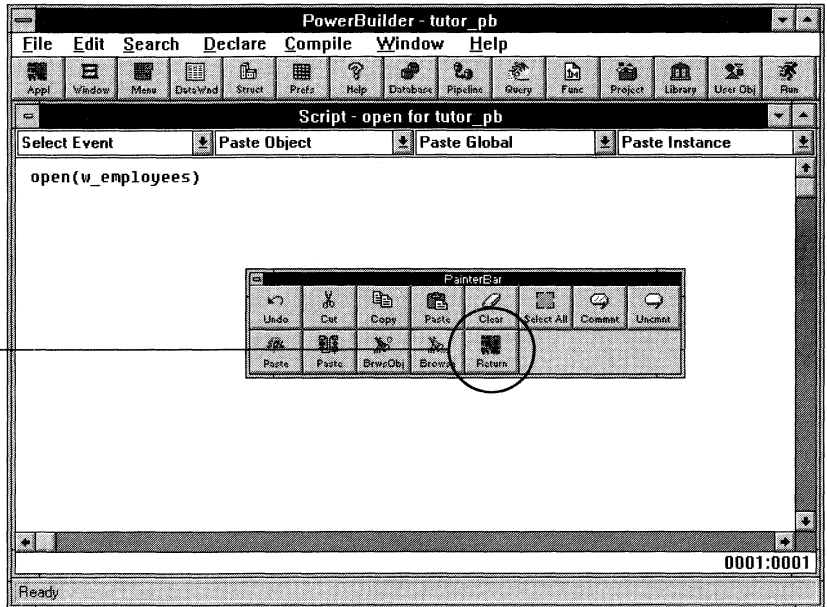 PowerBuilder - tutor_pb
File Edit Search Declare Compile Window Help
Appl Window Menu DataWnd Struct Prefs Help Database Pipeline Query Func Project Library User Obj Run
Script - open for tutor_pb
Select Event Paste Object Paste Global Paste Instance
open(w_employees)
PainterBar
Undo Cut Copy Paste Clear Select All Commnt Uncmnt
Paste Paste BrwsObj Browse Return
0001:0001
Ready